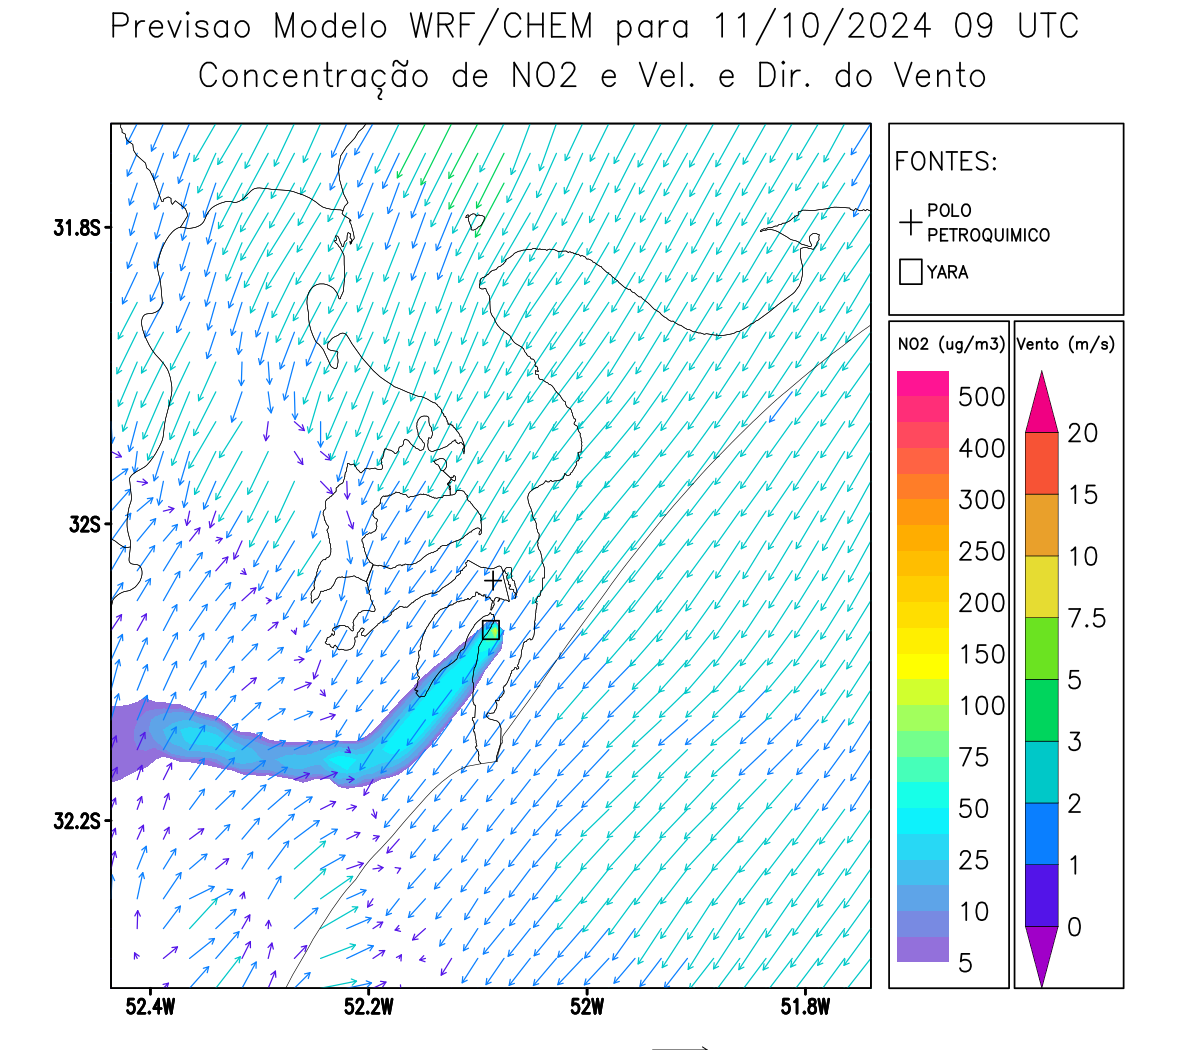 Previsao Modelo WRF/CHEM para 11/10/2024 09 UTC
Concentração de NO2 e Vel. e Dir. do Vento
FONTES:
POLO
PETROQUIMICO
YARA
NO2 (ug/m3)
500
400
300
250
200
150
100
75
50
25
10
5
Vento (m/s)
20
15
10
7.5
5
3
2
1
0
31.8S
32S
32.2S
52.4W
52.2W
52W
51.8W